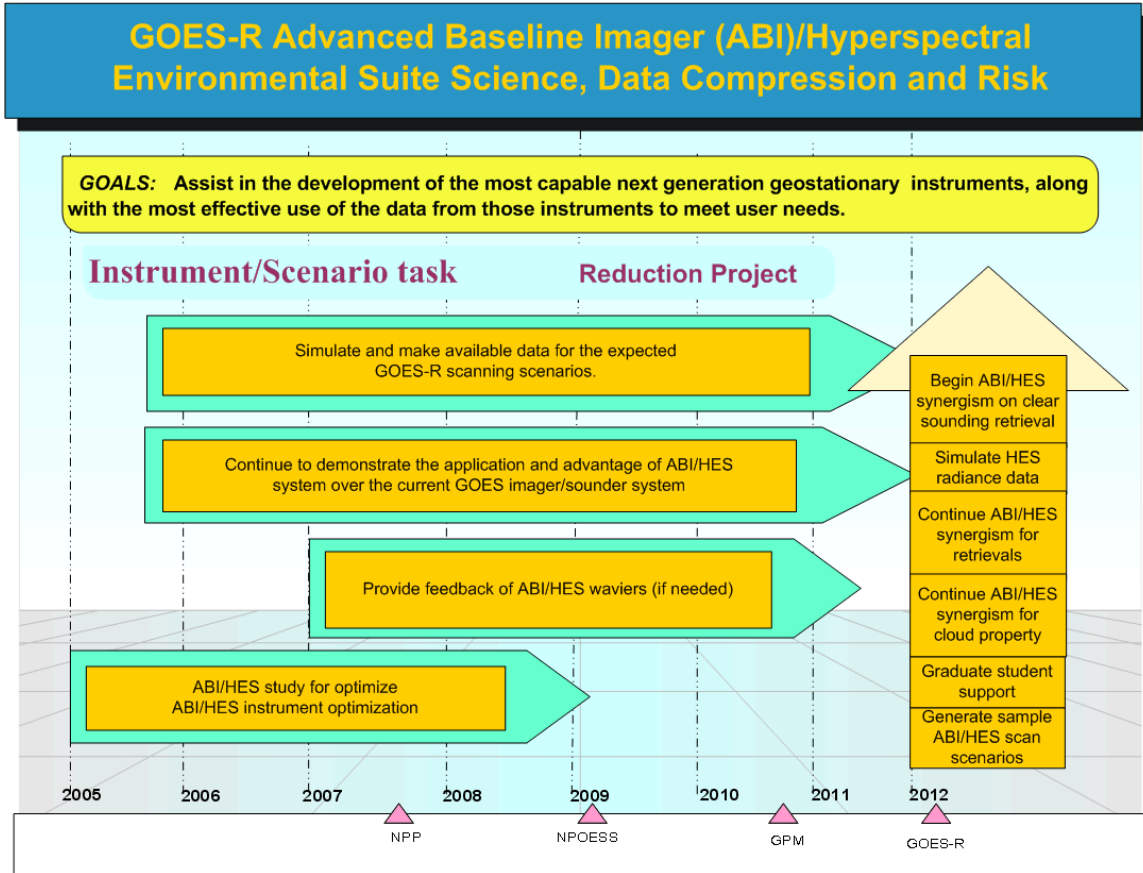 GOES-R Advanced Baseline Imager (ABI)/Hyperspectral
Environmental Suite Science, Data Compression and Risk
GOALS: Assist in the development of the most capable next generation geostationary instruments, along
with the most effective use of the data from those instruments to meet user needs.
Instrument/Scenario task
Reduction Project
Simulate and make available data for the expected
GOES-R scanning scenarios.
Continue to demonstrate the application and advantage of ABI/HES
system over the current GOES imager/sounder system
Provide feedback of ABI/HES waviers (if needed)
ABI/HES study for optimize
ABI/HES instrument optimization
Begin ABI/HES
synergism on clear
sounding retrieval
Simulate HES
radiance data
Continue ABI/HES
synergism for
retrievals
Continue ABI/HES
synergism for
cloud property
Graduate student
support
Generate sample
ABI/HES scan
scenarios
2005
2006
2007
2008
2009
2010
2011
2012
NPP
NPOESS
GPM
GOES-R